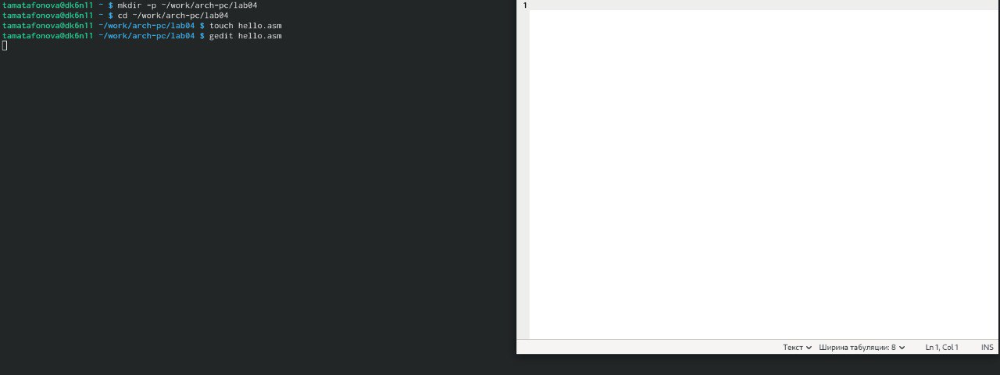 tamatafonova@dk6n11 ~ $ mkdir -p ~/work/arch-pc/lab04
tamatafonova@dk6n11 ~ $ cd ~/work/arch-pc/lab04
tamatafonova@dk6n11 ~/work/arch-pc/lab04 $ touch hello.asm
tamatafonova@dk6n11 ~/work/arch-pc/lab04 $ gedit hello.asm
1
Текст Ширина табуляции: 8 Ln 1, Col 1 INS